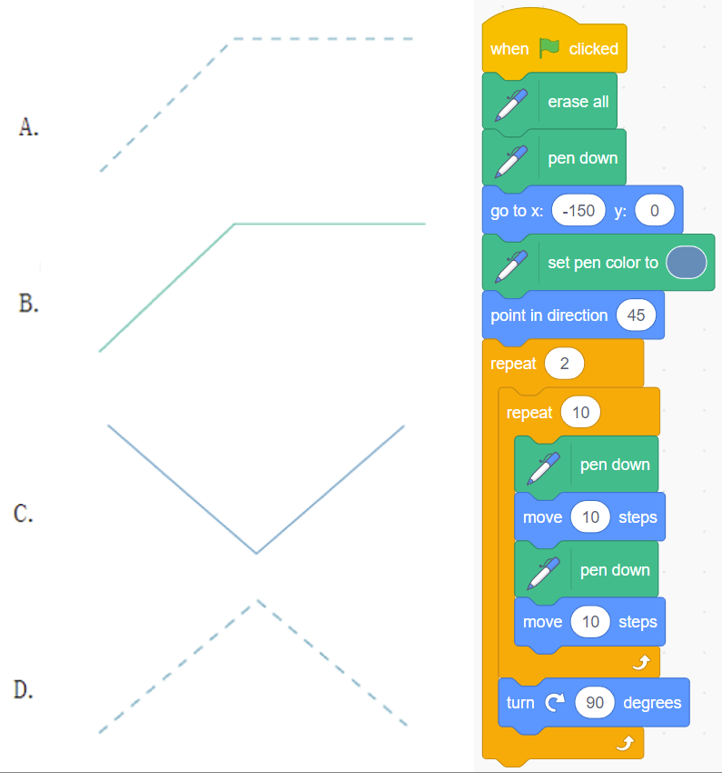 A.
B.
C.
D.
when clicked
erase all
pen down
go to x: -150 y: 0
set pen color to
point in direction 45
repeat 2
repeat 10
pen down
move 10 steps
pen down
move 10 steps
turn 90 degrees